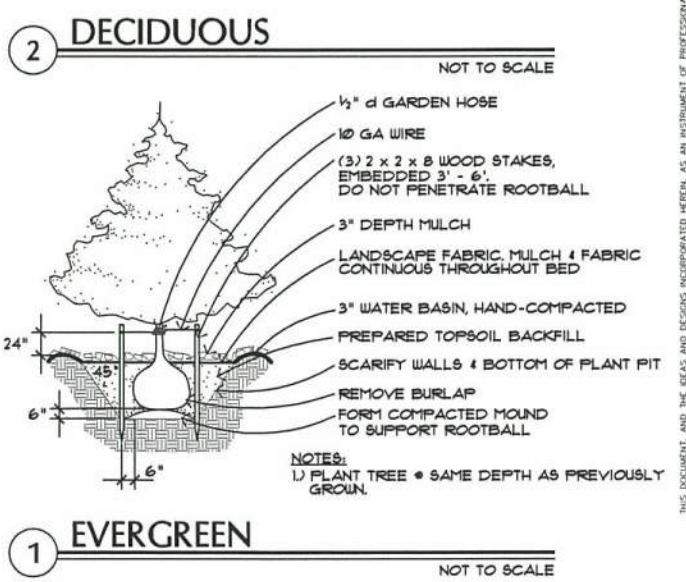 2 DECIDUOUS
NOT TO SCALE
½" d GARDEN HOSE
10 GA WIRE
(3) 2 x 2 x 8 WOOD STAKES,
EMBEDDED 3' - 6'.
DO NOT PENETRATE ROOTBALL
3" DEPTH MULCH
LANDSCAPE FABRIC. MULCH & FABRIC
CONTINUOUS THROUGHOUT BED
3" WATER BASIN, HAND-COMPACTED
PREPARED TOPSOIL BACKFILL
SCARIFY WALLS & BOTTOM OF PLANT PIT
REMOVE BURLAP
FORM COMPACTED MOUND
TO SUPPORT ROOTBALL
24"
45°
6"
6"
NOTES:
1.) PLANT TREE @ SAME DEPTH AS PREVIOUSLY
GROWN.
1 EVERGREEN
NOT TO SCALE
THIS DOCUMENT, AND THE IDEAS AND DESIGNS INCORPORATED HEREIN, AS AN INSTRUMENT OF